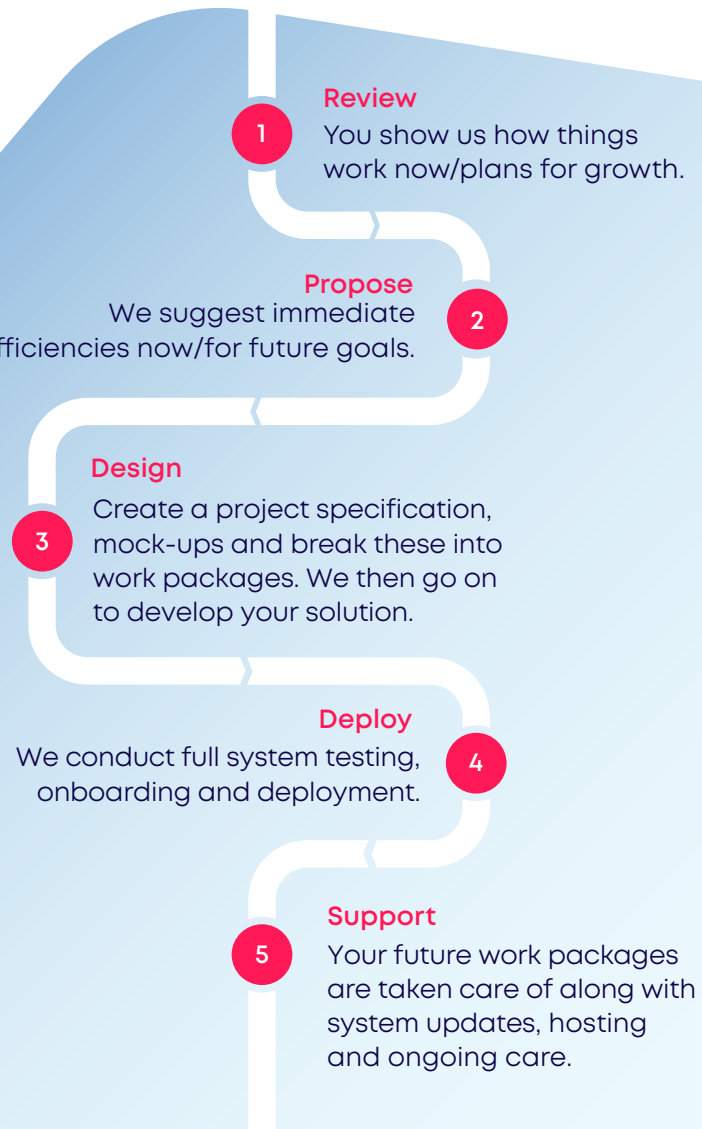 1
Review
You show us how things
work now/plans for growth.
Propose
We suggest immediate
2
fficiencies now/for future goals.
Design
Create a project specification,
3
mock-ups and break these into
work packages. We then go on
to develop your solution.
Deploy
We conduct full system testing,
4
onboarding and deployment.
Support
5
Your future work packages
are taken care of along with
system updates, hosting
and ongoing care.